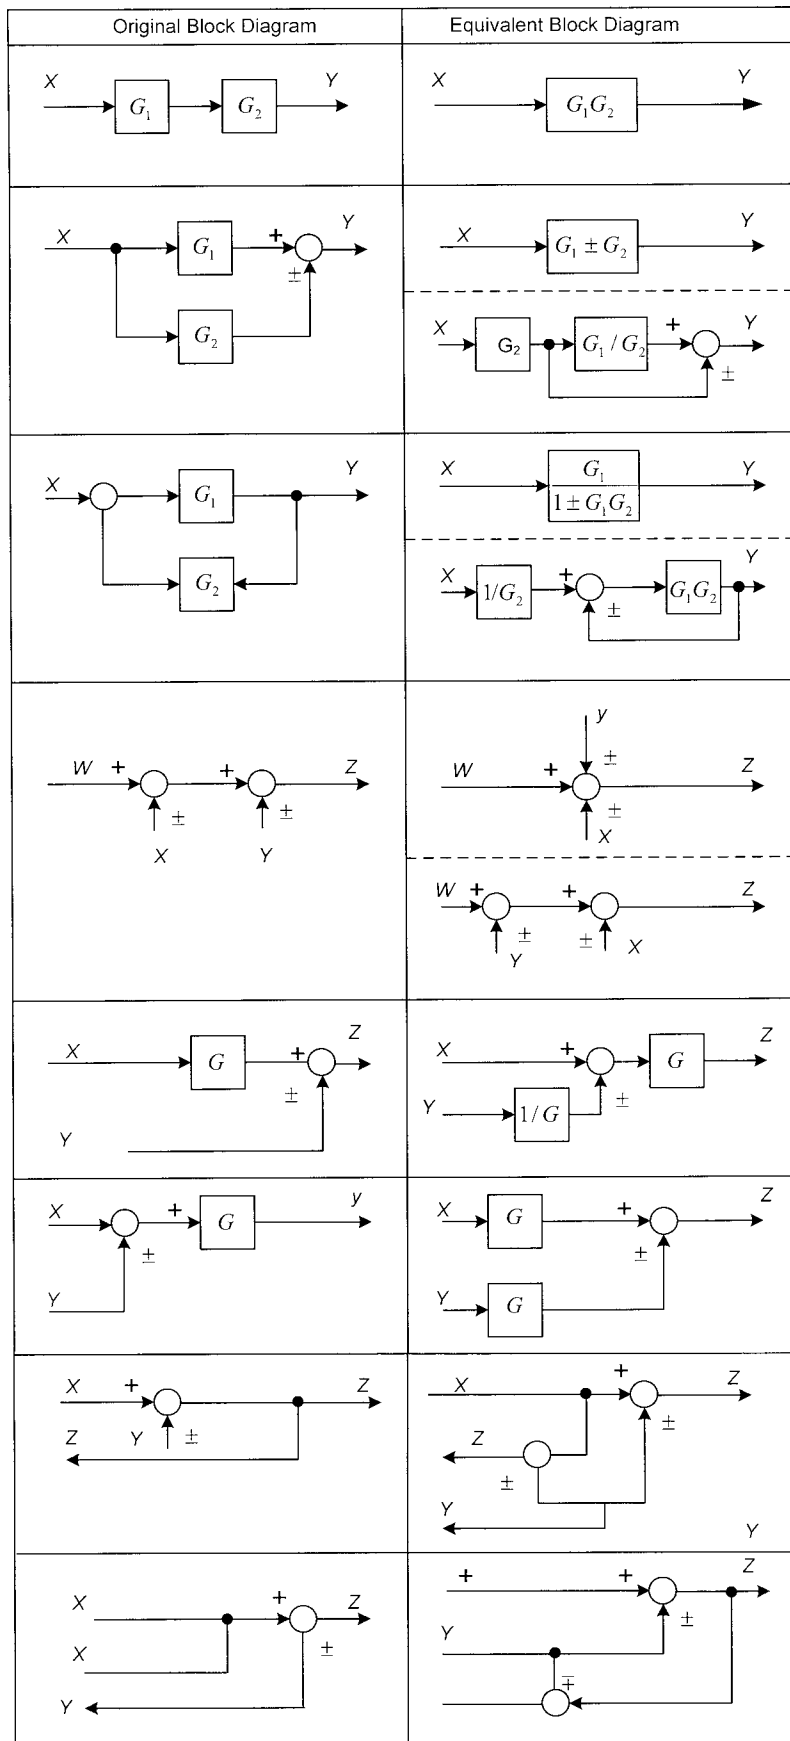 Original Block Diagram
Equivalent Block Diagram
X G₁ G₂ Y
X G₁G₂ Y
X G₁ + Y
±
G₂
X G₁ ± G₂ Y
X G₂ G₁ / G₂ + Y
±
X G₁ Y
G₂
X G₁ Y
1 ± G₁G₂
X 1/G₂ + ± G₁G₂ Y
W + + Z
± ±
X Y
y
±
W + Z
±
X
W + + Z
± ±
Y X
X G + Z
±
Y
X + G Z
Y 1/G ±
X + G y
±
Y
X G + Z
±
Y G
X + Z
Z Y ±
X + Z
±
Z
±
Y
Y
X + Z
±
X
Y
+ + Z
±
Y
∓